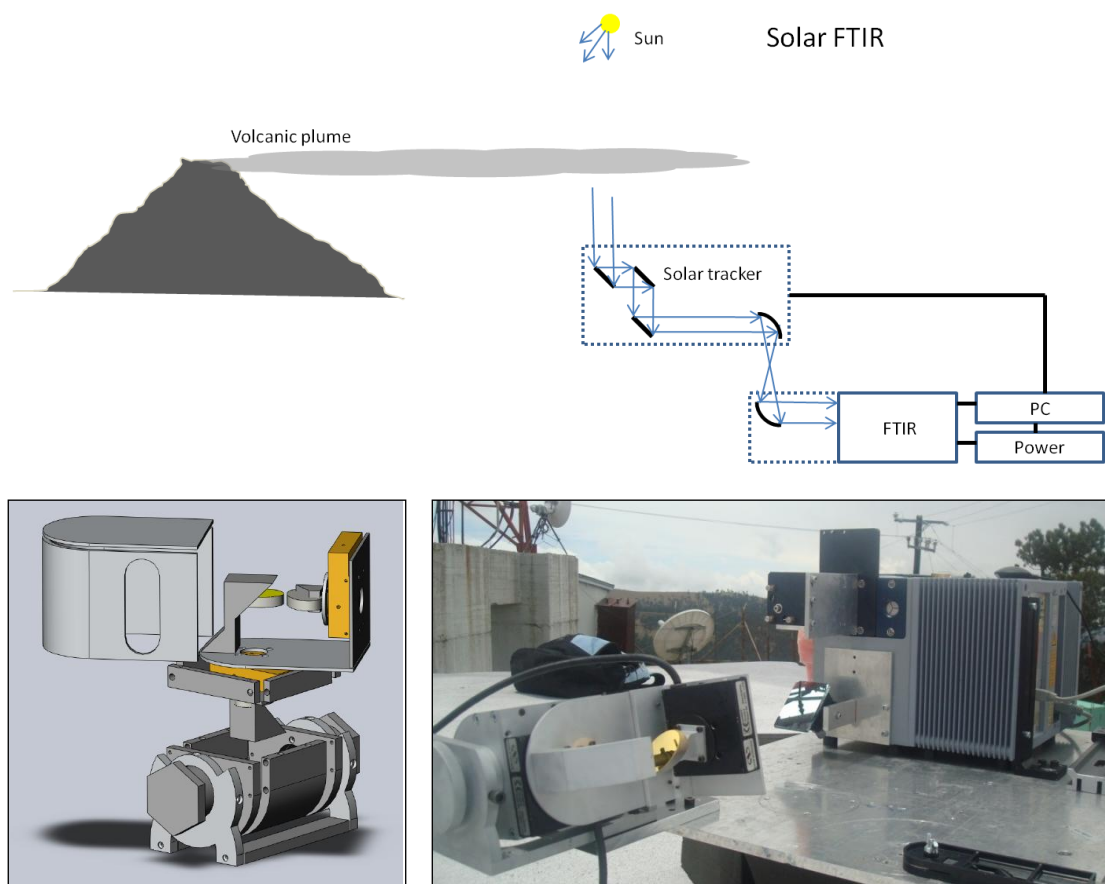 Sun
Solar FTIR
Volcanic plume
Solar tracker
PC
FTIR
Power